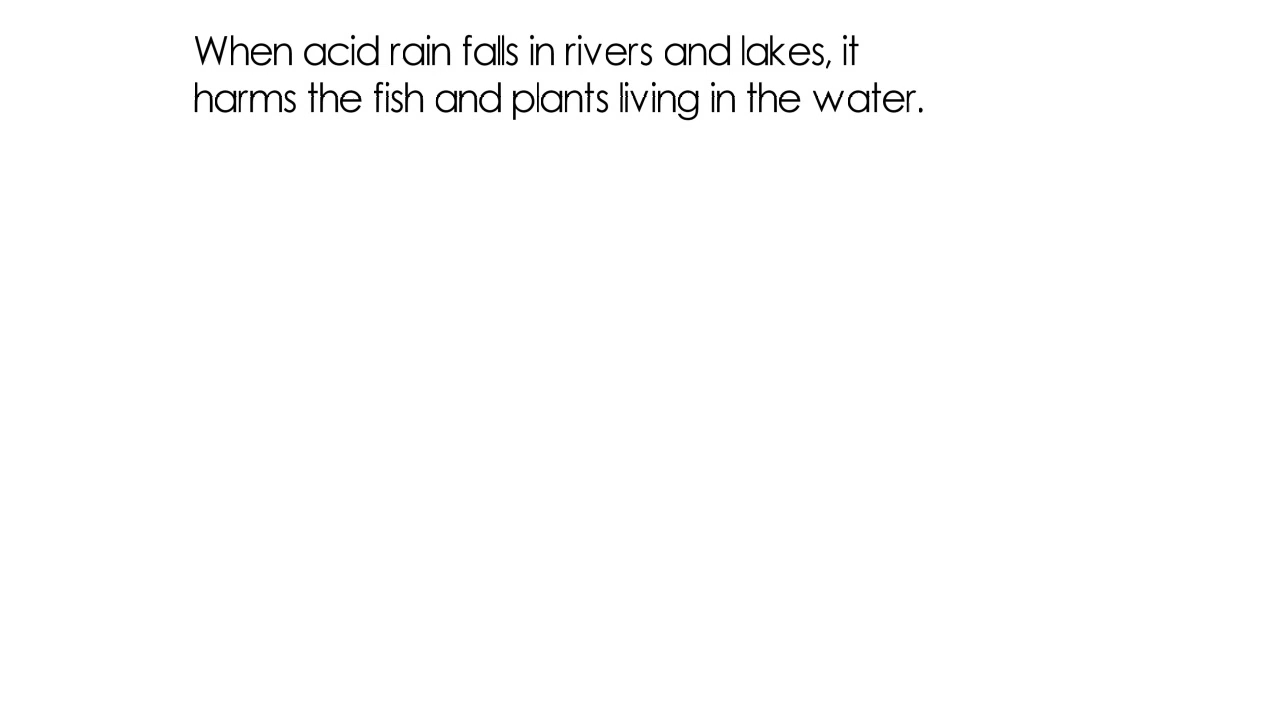 When acid rain falls in rivers and lakes, it
harms the fish and plants living in the water.